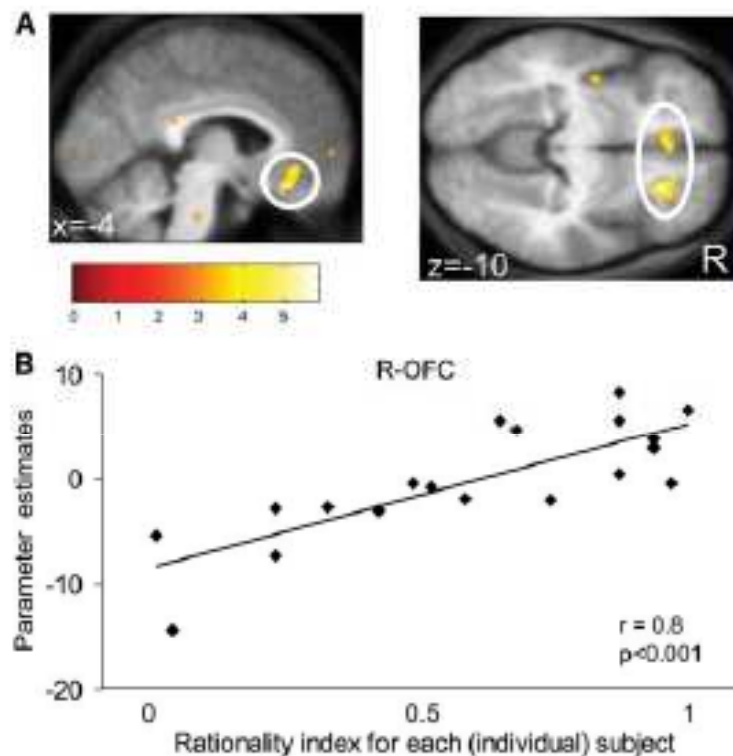 A
x=-4
z=-10
R
0 1 2 3 4 5
B
R-OFC
10
0
-10
-20
Parameter estimates
r = 0.8
p<0.001
0 0.5 1
Rationality index for each (individual) subject